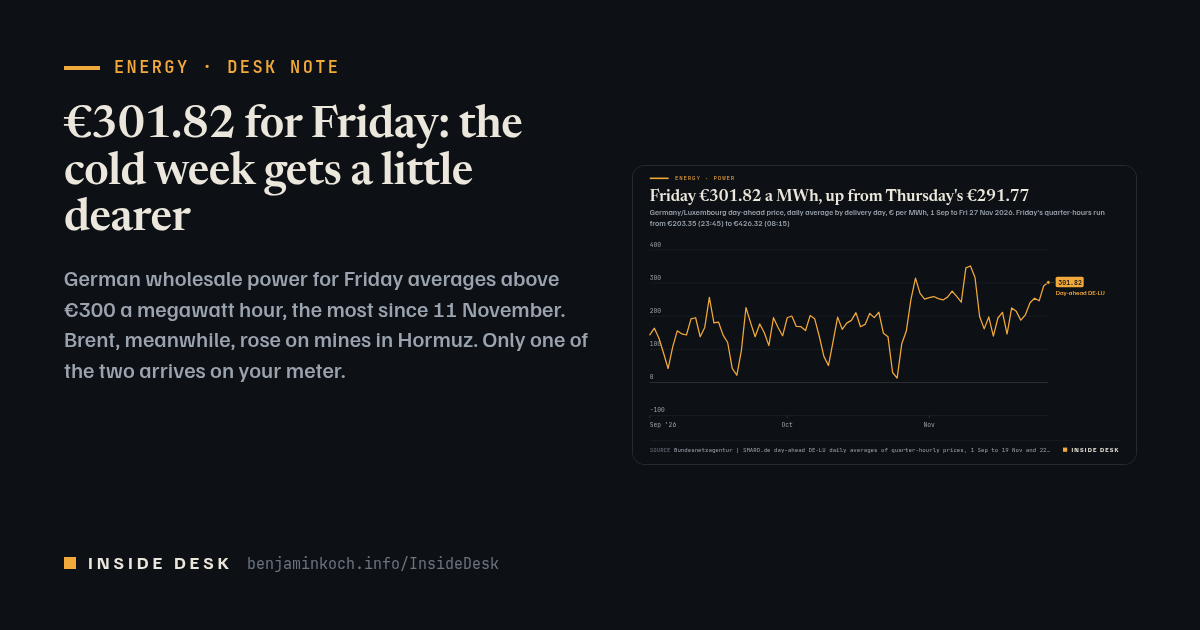 ENERGY · DESK NOTE
€301.82 for Friday: the
cold week gets a little
dearer
German wholesale power for Friday averages above
€300 a megawatt hour, the most since 11 November.
Brent, meanwhile, rose on mines in Hormuz. Only one of
the two arrives on your meter.
ENERGY · POWER
Friday €301.82 a MWh, up from Thursday's €291.77
Germany/Luxembourg day-ahead price, daily average by delivery day, € per MWh, 1 Sep to Fri 27 Nov 2026. Friday's quarter-hours run
from €203.35 (23:45) to €426.32 (08:15)
400
300
200
100
0
-100
301.82
Day-ahead DE-LU
Sep '26
Oct
Nov
SOURCE Bundesnetzagentur | SMARD.de day-ahead DE-LU daily averages of quarter-hourly prices, 1 Sep to 19 Nov and 22…
INSIDE DESK
INSIDE DESK benjaminkoch.info/InsideDesk